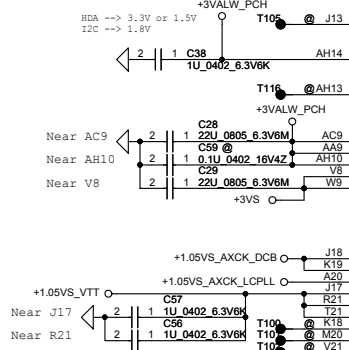 +3VALW_PCH
HDA --> 3.3V or 1.5V
I2C --> 1.8V
T105 @ J13
2 1 C38 AH14
1U_0402_6.3V6K
T116 @ AH13
+3VALW_PCH
C28
Near AC9 2 1 22U_0805_6.3V6M AC9
C59 @ AA9
Near AH10 2 1 0.1U_0402_16V4Z AH10
C29 V8
Near V8 2 1 22U_0805_6.3V6M W9
+3VS
+1.05VS_AXCK_DCB J18
K19
+1.05VS_AXCK_LCPLL A20
+1.05VS_VTT J17
C57 R21
Near J17 2 1 1U_0402_6.3V6K T21
C56 T100 @ K18
Near R21 2 1 1U_0402_6.3V6K @ M20
@ V21